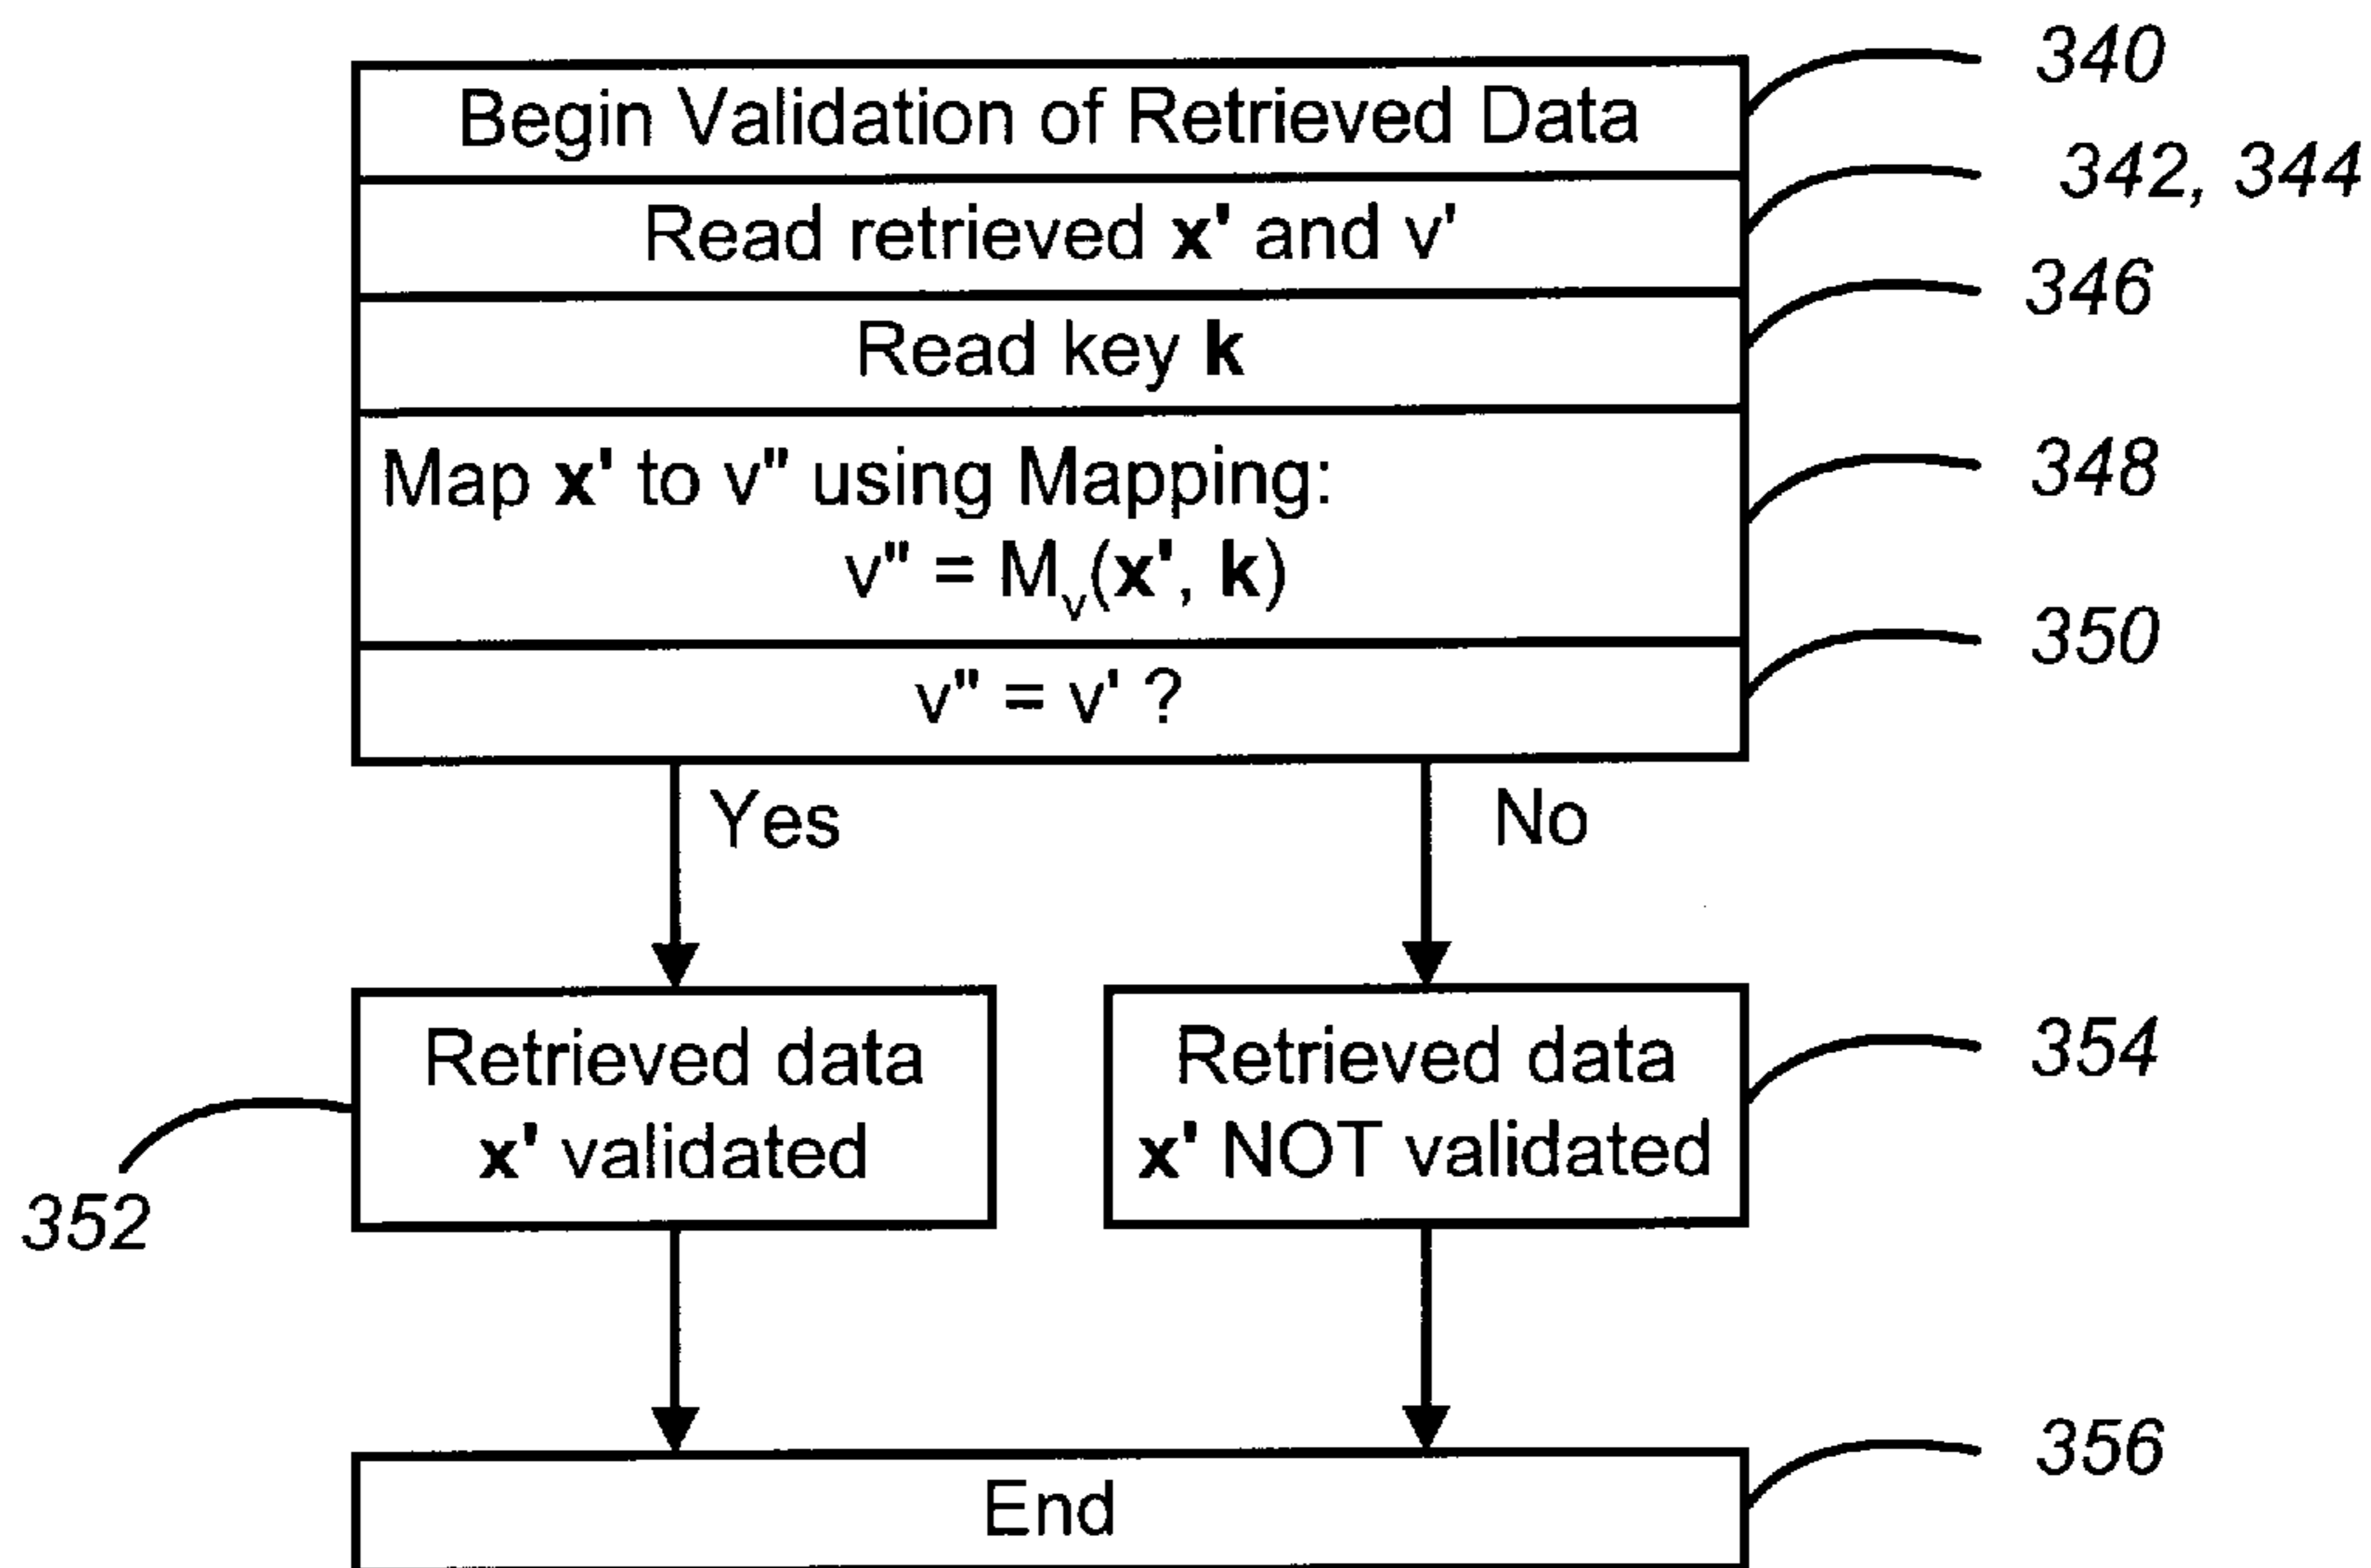 340
Begin Validation of Retrieved Data
342, 344
Read retrieved x' and v'
346
Read key k
Map x' to v" using Mapping:
348
v" = Mv(x', k)
350
v" = v' ?
Yes
No
Retrieved data
x' validated
352
Retrieved data
x' NOT validated
354
356
End